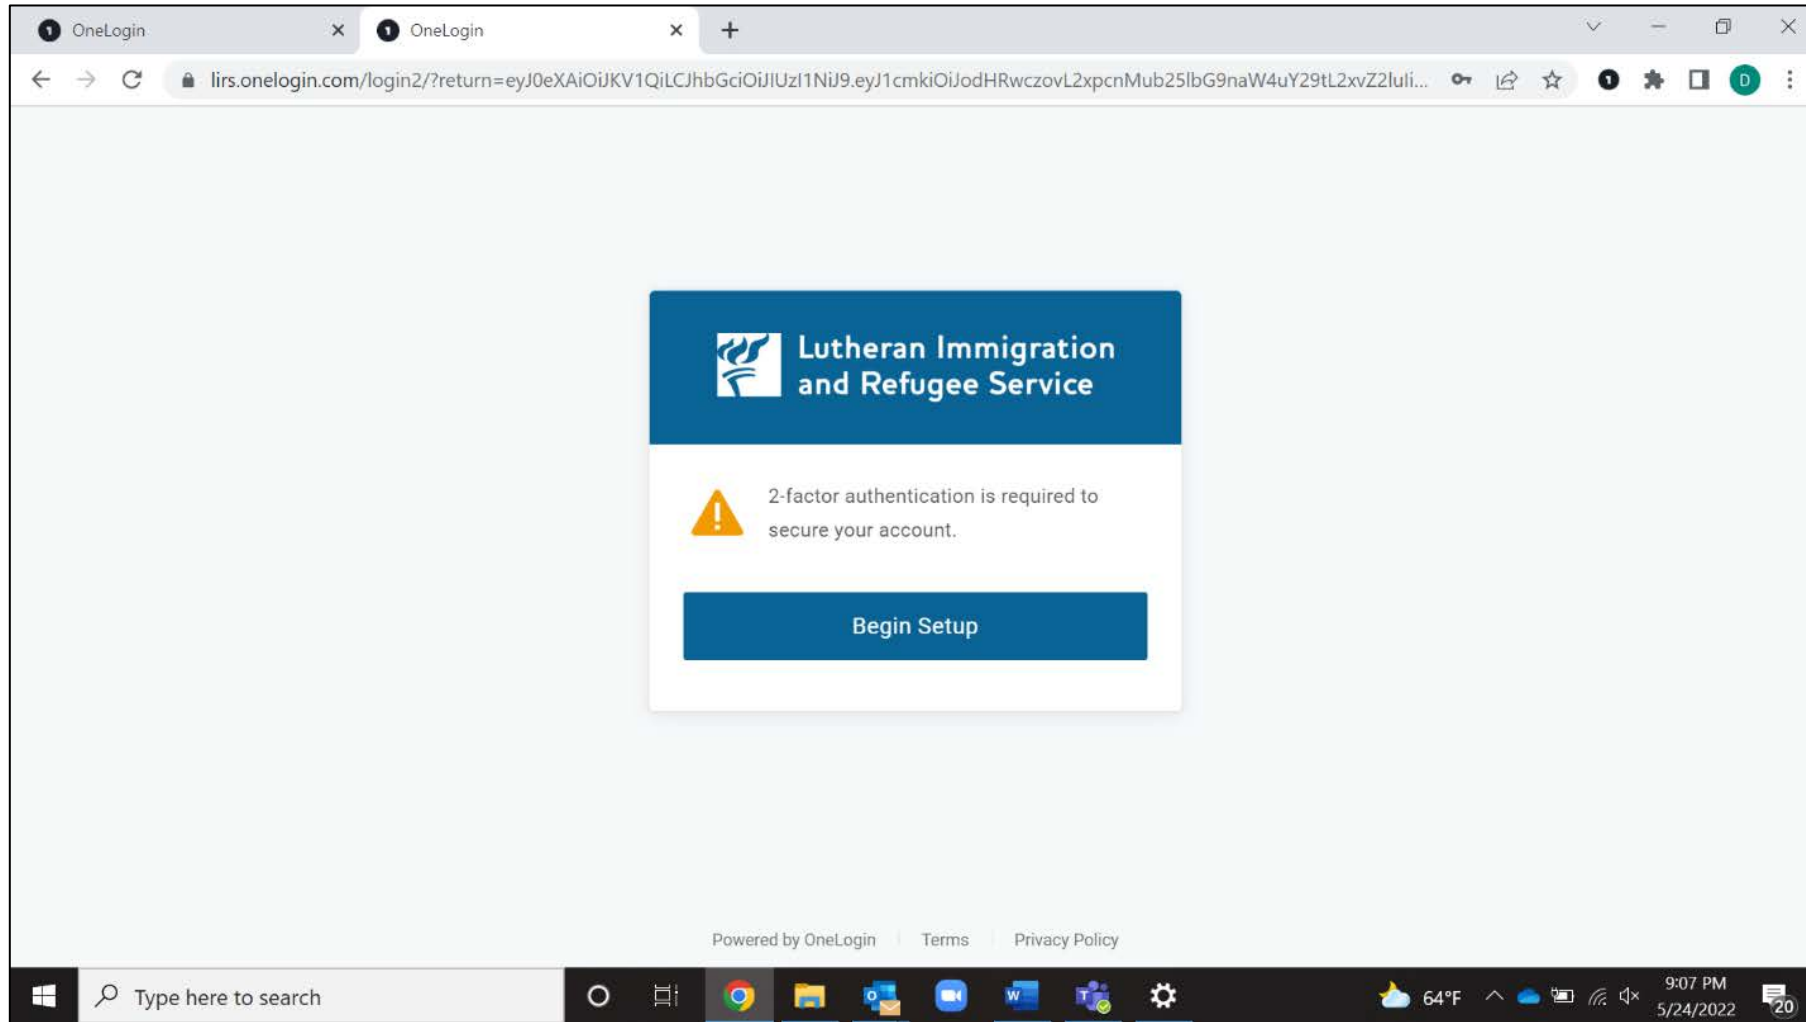 OneLogin
OneLogin
lirs.onelogin.com/login2/?return=eyJ0eXAiOiJKV1QiLCJhbGciOiJIUzI1NiJ9.eyJ1cmkiOiJodHRwczovL2xpcnMub25lbG9naW4uY29tL2xvZ2luIi...
D
Lutheran Immigration
and Refugee Service
2-factor authentication is required to
secure your account.
Begin Setup
Powered by OneLogin
Terms
Privacy Policy
Type here to search
64°F
9:07 PM
5/24/2022
20